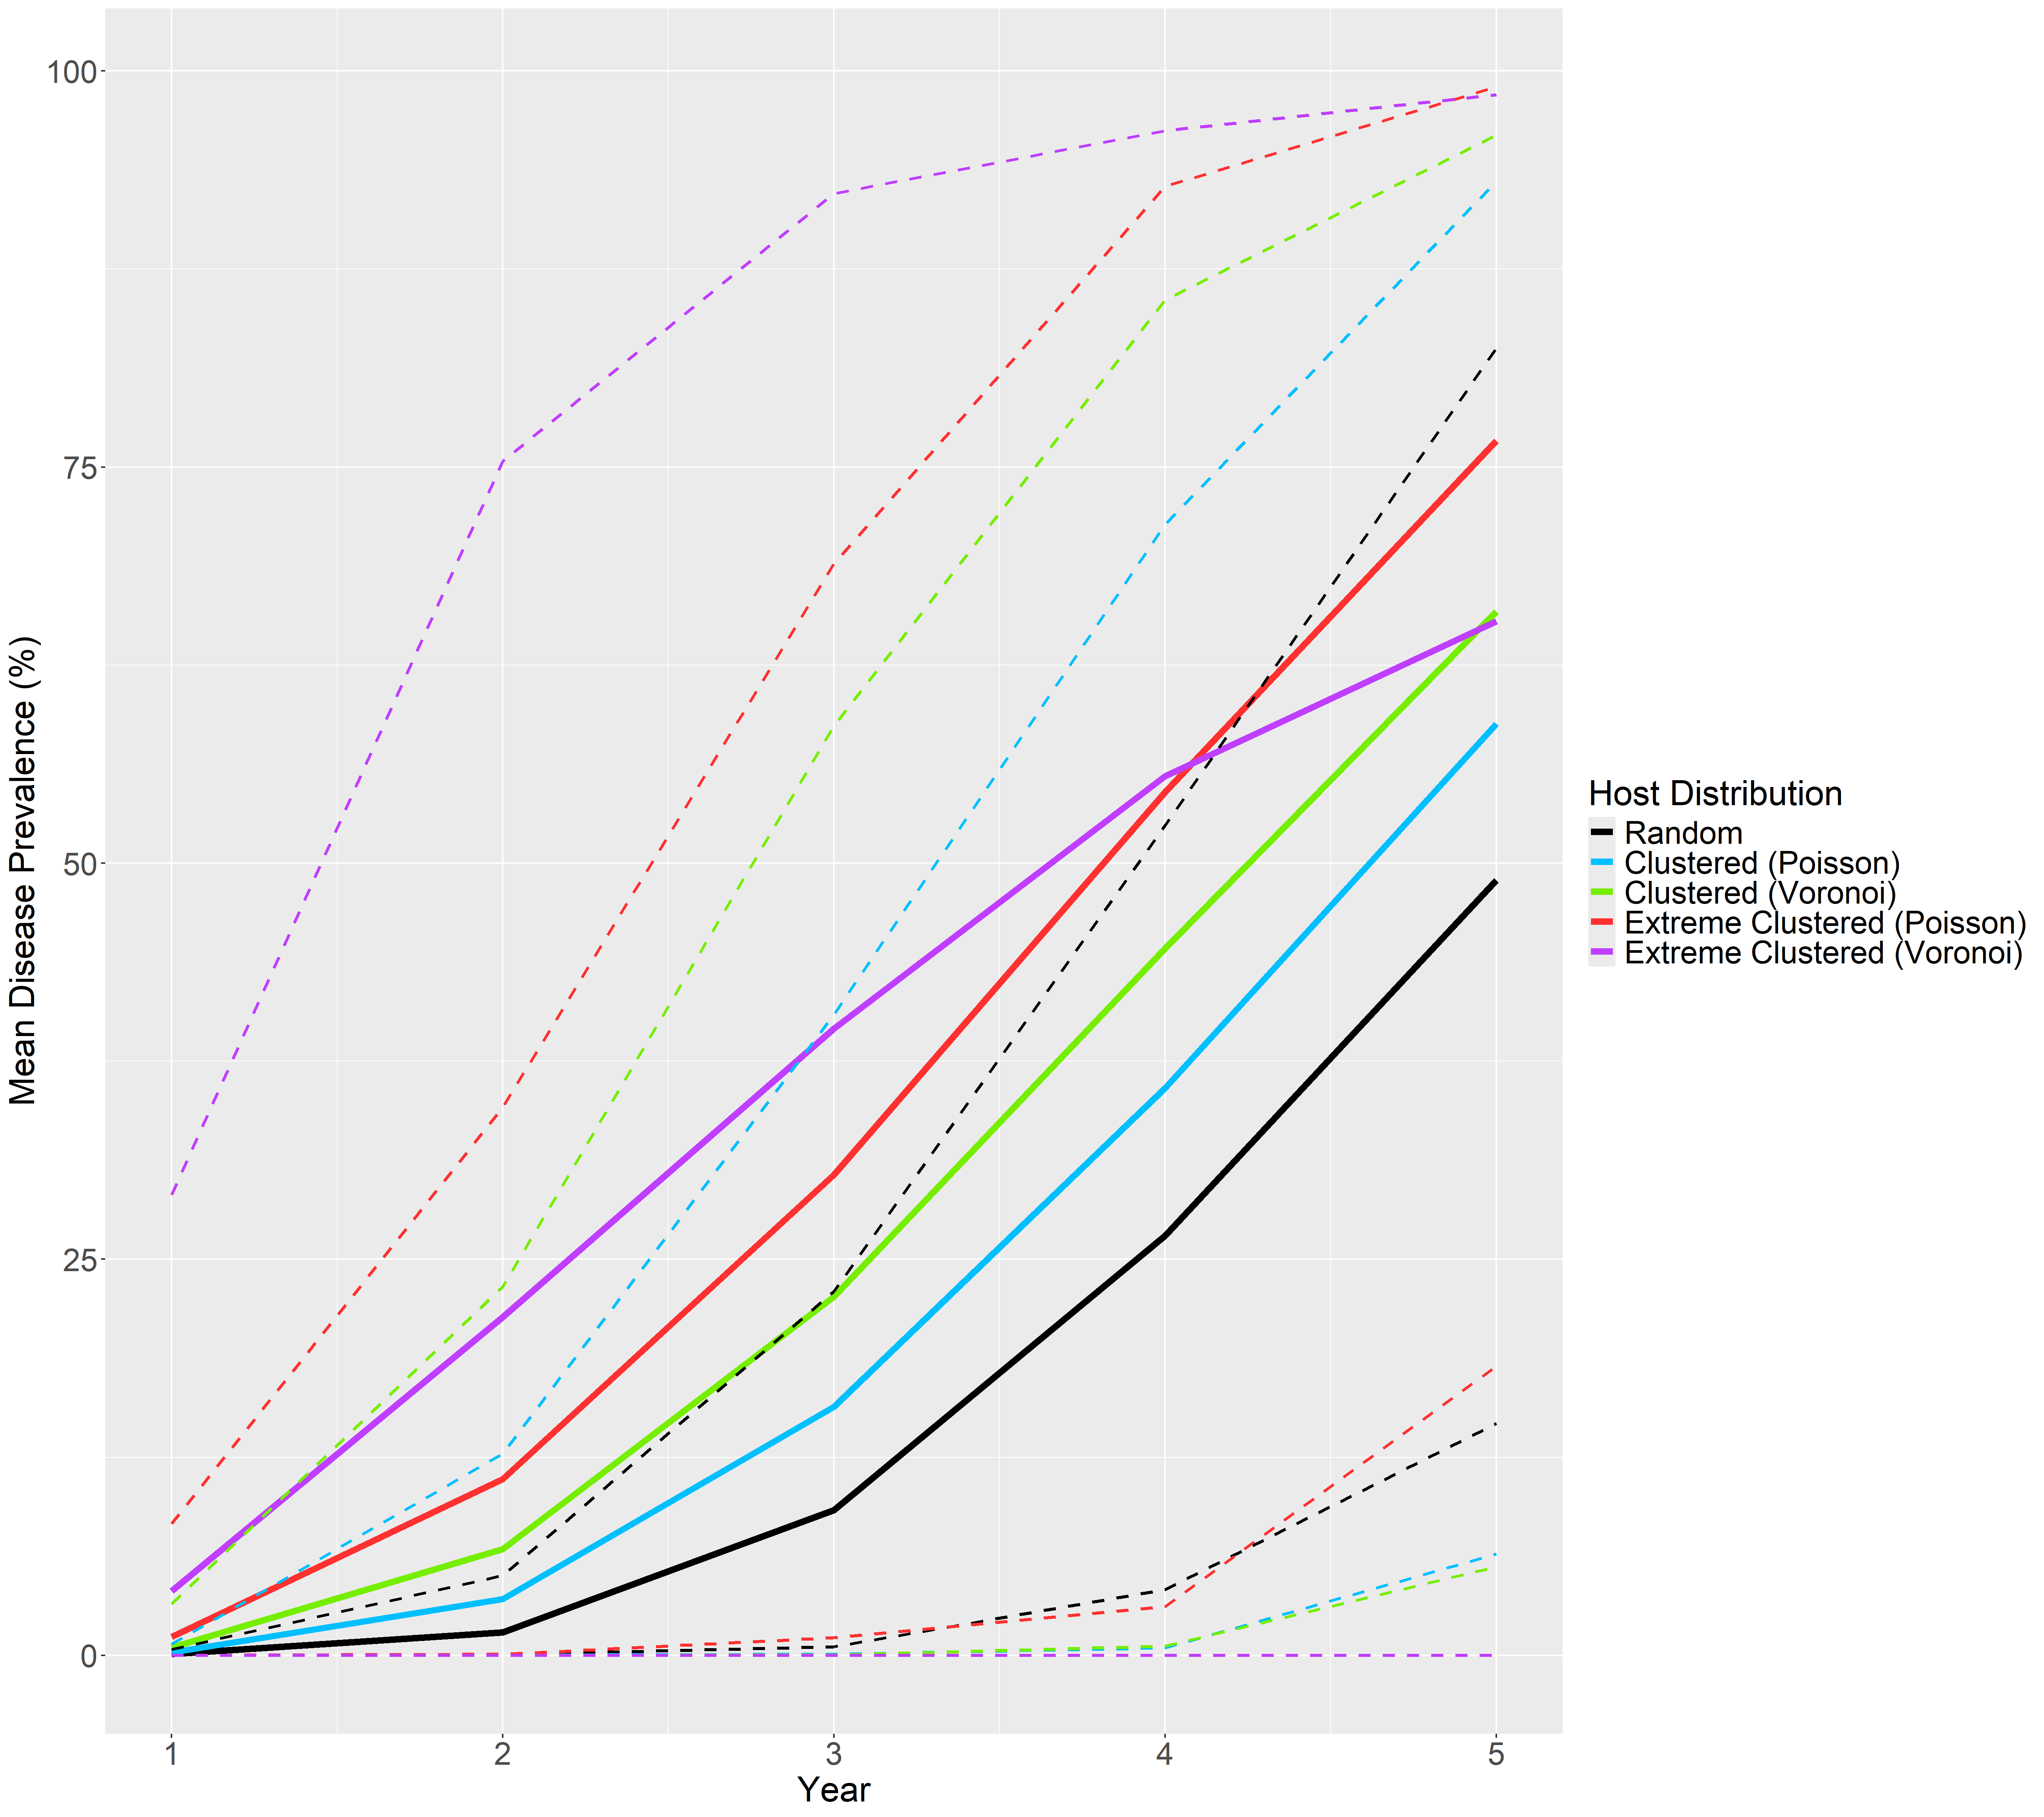 100
75
50
25
0
Mean Disease Prevalence (%)
1 2 3 4 5
Year
Host Distribution
Random
Clustered (Poisson)
Clustered (Voronoi)
Extreme Clustered (Poisson)
Extreme Clustered (Voronoi)